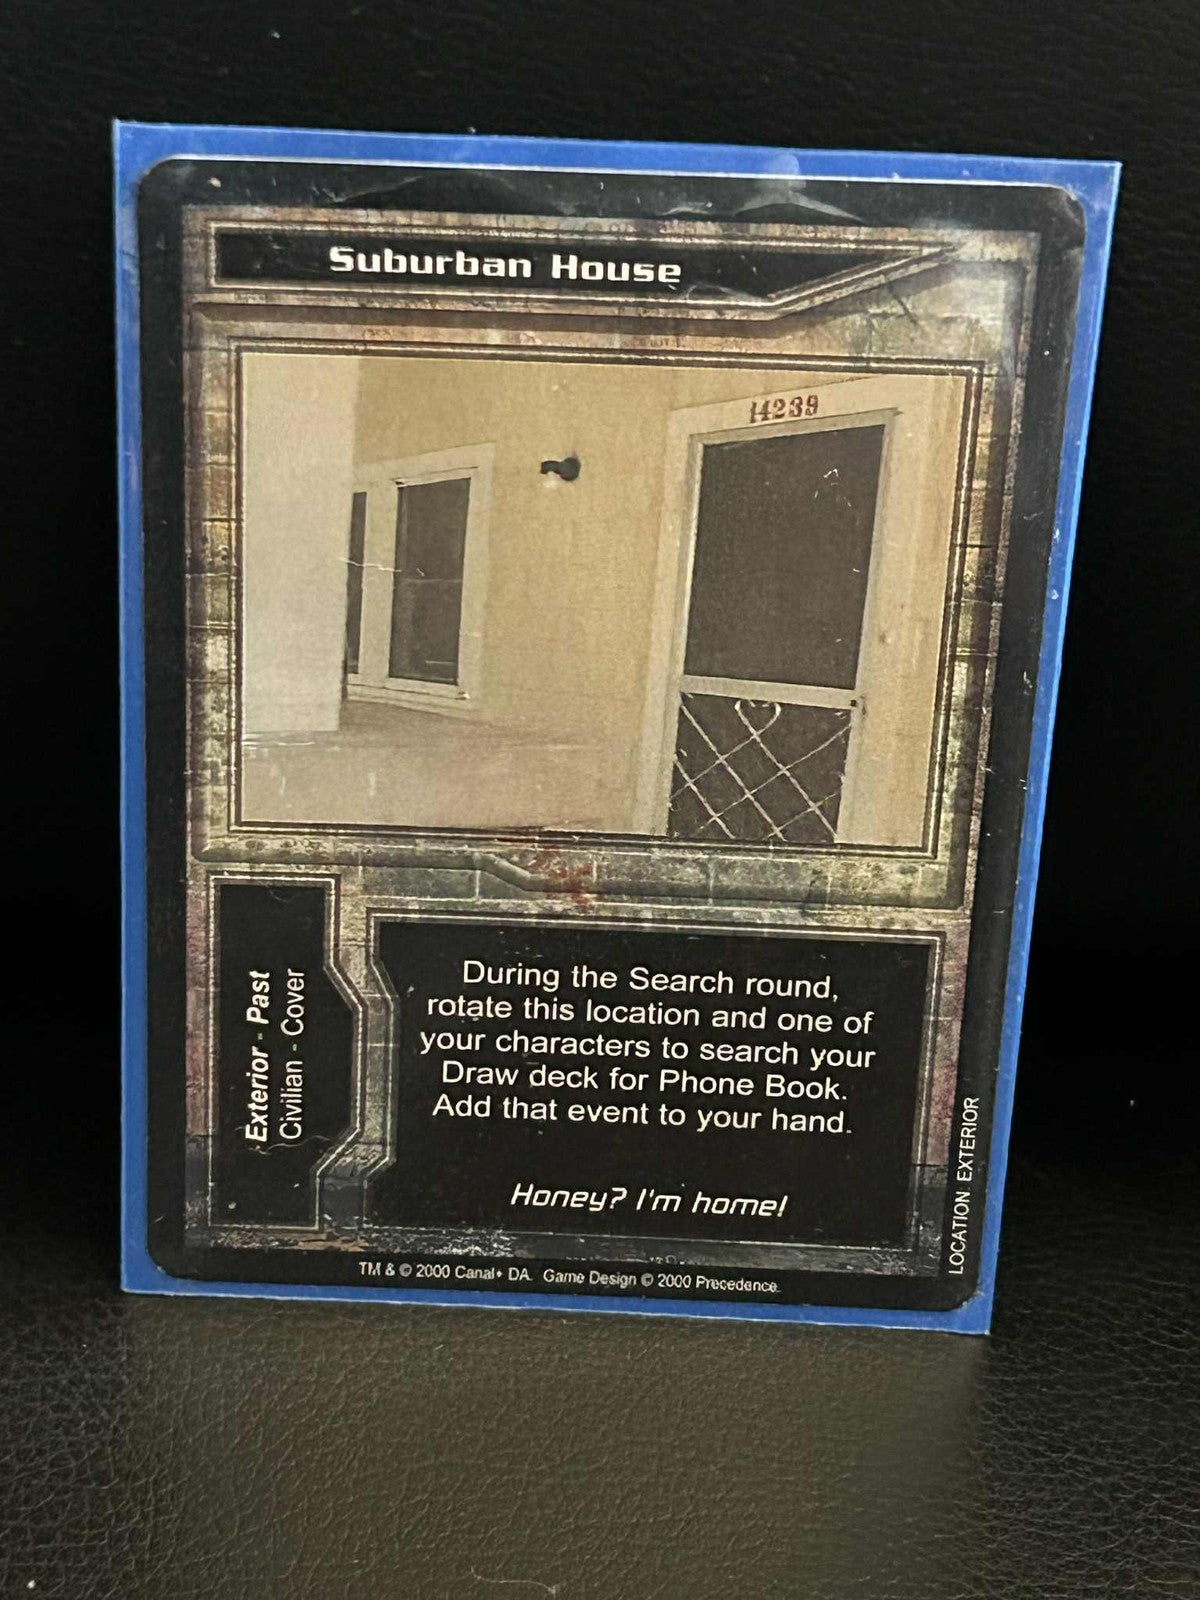 Suburban House
14239
Exterior - Past
Civilian - Cover
During the Search round,
rotate this location and one of
your characters to search your
Draw deck for Phone Book.
Add that event to your hand.
Honey? I'm home!
LOCATION: EXTERIOR
TM & © 2000 Canal+ DA. Game Design © 2000 Precedence.